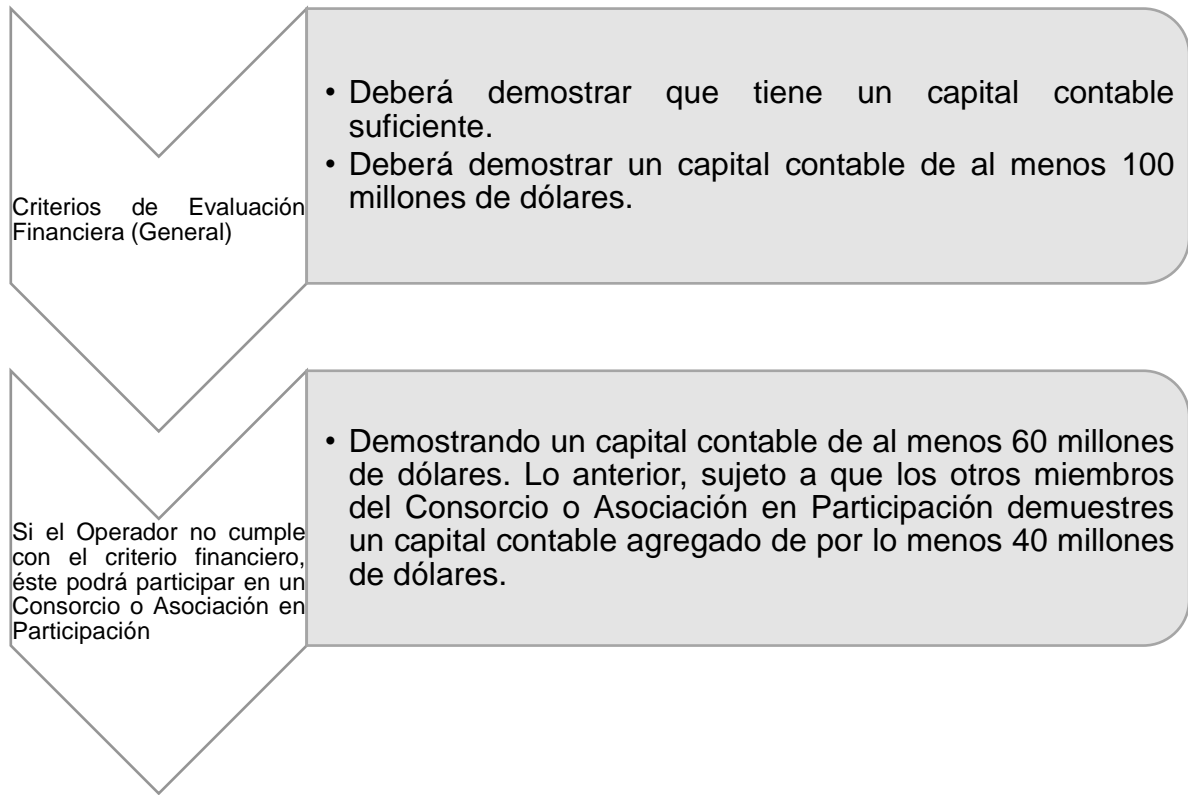 Criterios de Evaluación
Financiera (General)
• Deberá demostrar que tiene un capital contable
suficiente.
• Deberá demostrar un capital contable de al menos 100
millones de dólares.
Si el Operador no cumple
con el criterio financiero,
éste podrá participar en un
Consorcio o Asociación en
Participación
• Demostrando un capital contable de al menos 60 millones
de dólares. Lo anterior, sujeto a que los otros miembros
del Consorcio o Asociación en Participación demuestres
un capital contable agregado de por lo menos 40 millones
de dólares.